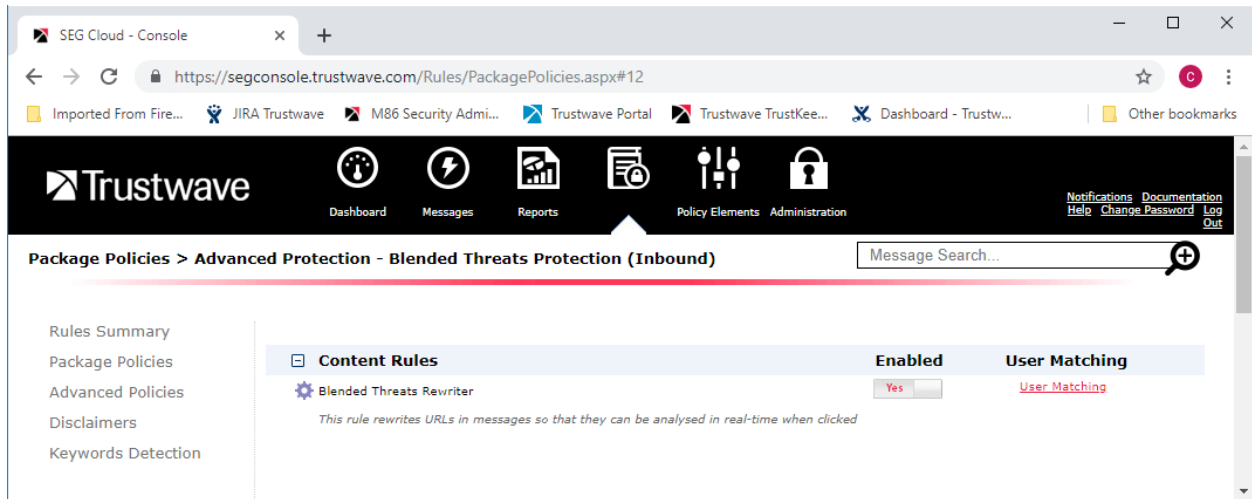 SEG Cloud - Console
https://segconsole.trustwave.com/Rules/PackagePolicies.aspx#12
C
Imported From Fire... JIRA Trustwave M86 Security Admi... Trustwave Portal Trustwave TrustKee... Dashboard - Trustw... Other bookmarks
Trustwave
Dashboard Messages Reports Policy Elements Administration
Notifications Documentation
Help Change Password Log
Out
Package Policies > Advanced Protection - Blended Threats Protection (Inbound)
Message Search...
Rules Summary
Package Policies
Advanced Policies
Disclaimers
Keywords Detection
Content Rules Enabled User Matching
Blended Threats Rewriter Yes User Matching
This rule rewrites URLs in messages so that they can be analysed in real-time when clicked